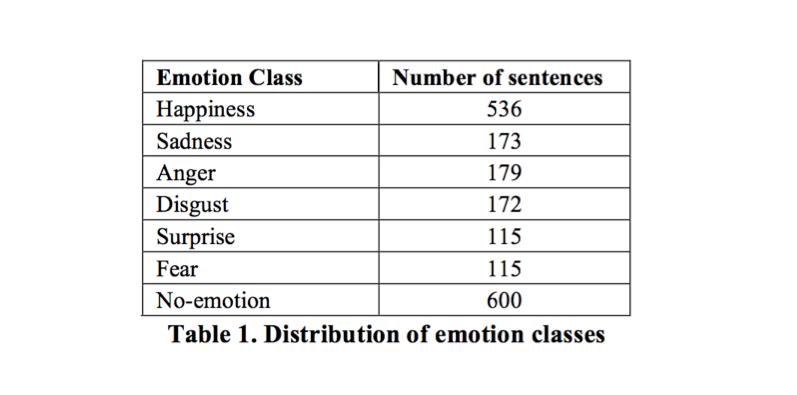 Emotion Class Number of sentences
Happiness 536
Sadness 173
Anger 179
Disgust 172
Surprise 115
Fear 115
No-emotion 600
Table 1. Distribution of emotion classes